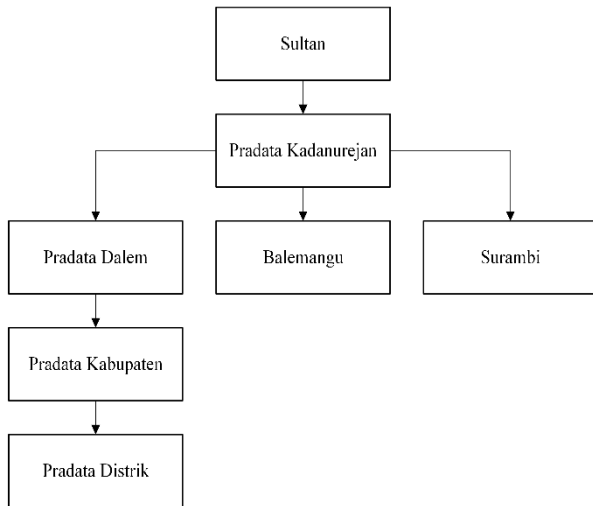 Sultan
Pradata Kadanurejan
Pradata Dalem
Balemangu
Surambi
Pradata Kabupaten
Pradata Distrik